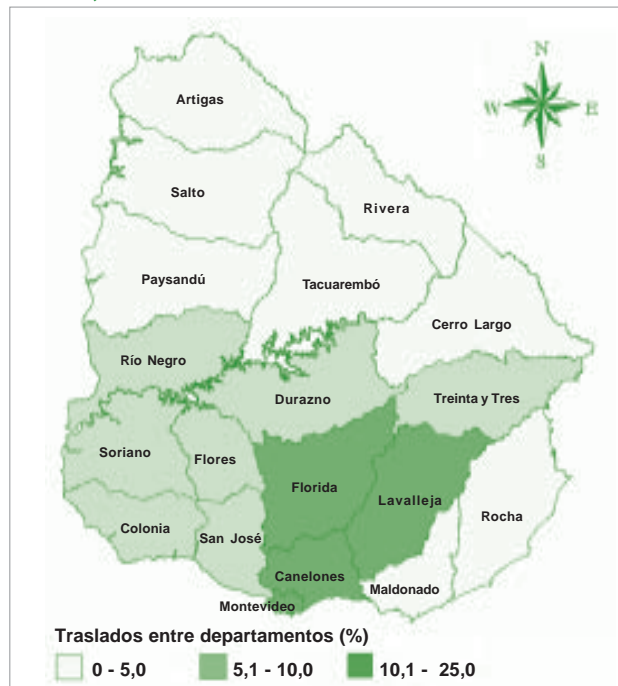 N
W E
S
Artigas
Salto
Rivera
Paysandú
Tacuarembó
Cerro Largo
Río Negro
Durazno
Treinta y Tres
Soriano
Flores
Florida
Lavalleja
Colonia
San José
Rocha
Canelones
Maldonado
Montevideo
Traslados entre departamentos (%)
0 - 5,0 5,1 - 10,0 10,1 - 25,0